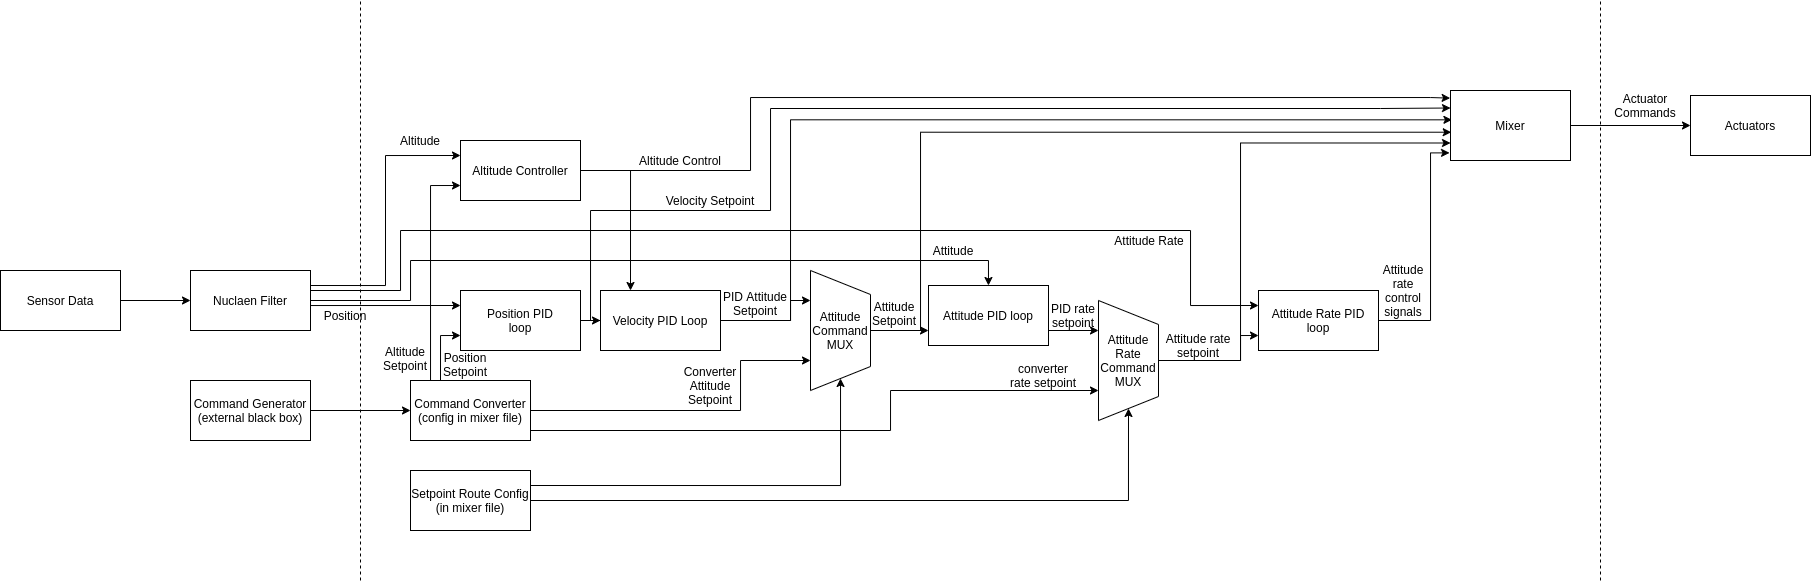 Actuator
Commands
Mixer
Actuators
Altitude
Altitude Controller
Altitude Control
Velocity Setpoint
Attitude Rate
Attitude
Sensor Data
Nuclaen Filter
Position
Position PID
loop
Velocity PID Loop
PID Attitude
Setpoint
Attitude
Command
MUX
Attitude
Setpoint
Attitude PID loop
PID rate
setpoint
Attitude
Rate
Command
MUX
Attitude rate
setpoint
Attitude Rate PID
loop
Attitude
rate
control
signals
Altitude
Setpoint
Position
Setpoint
Converter
Attitude
Setpoint
converter
rate setpoint
Command Generator
(external black box)
Command Converter
(config in mixer file)
Setpoint Route Config
(in mixer file)